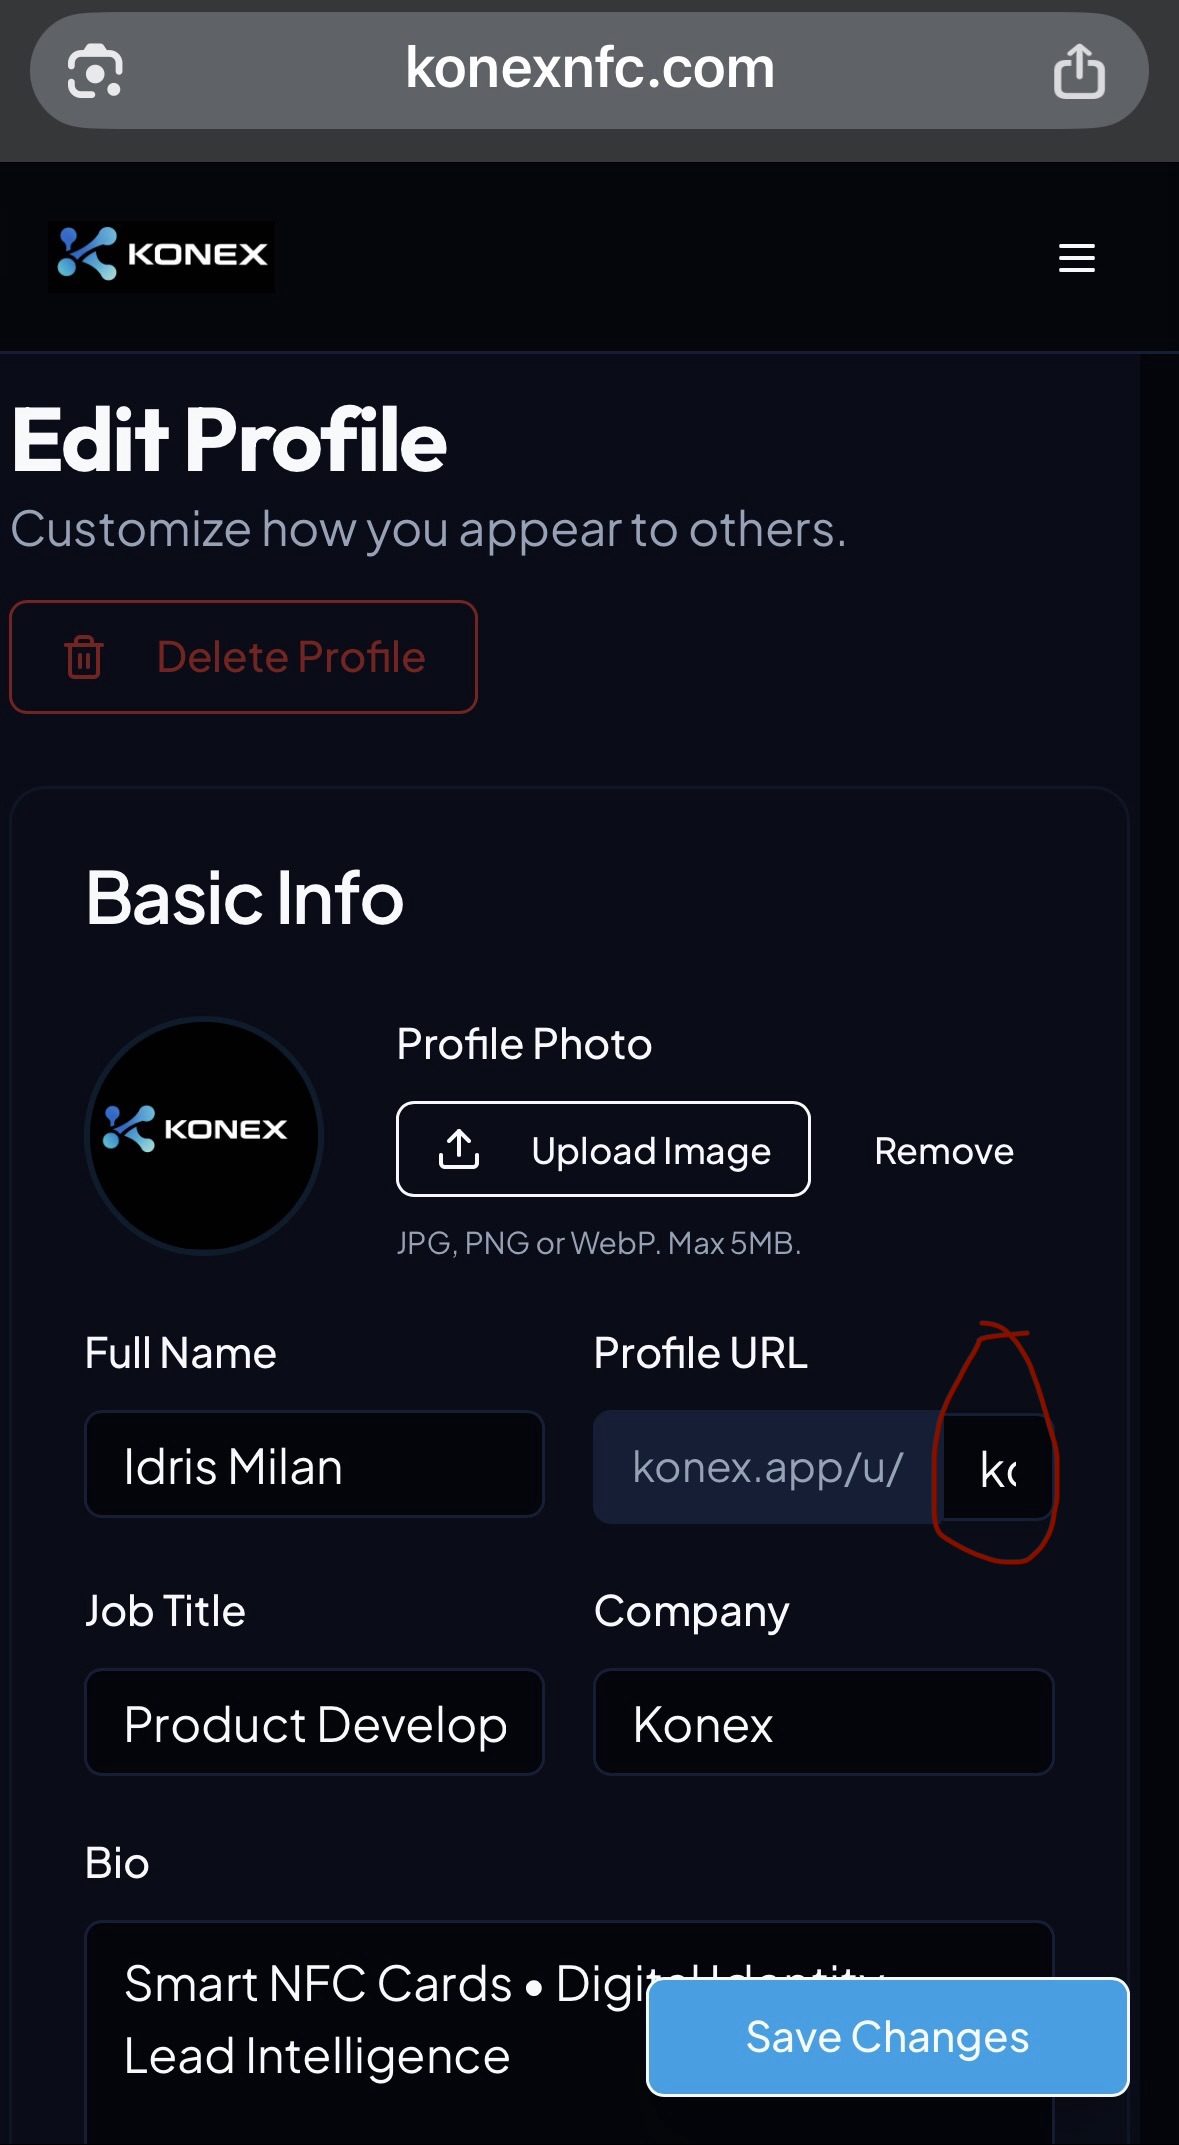 konexnfc.com
KONEX
Edit Profile
Customize how you appear to others.
Delete Profile
Basic Info
KONEX
Profile Photo
Upload Image
Remove
JPG, PNG or WebP. Max 5MB.
Full Name
Profile URL
Idris Milan
konex.app/u/
Job Title
Company
Product Develop
Konex
Bio
Smart NFC Cards • Digital Identity
Lead Intelligence
Save Changes